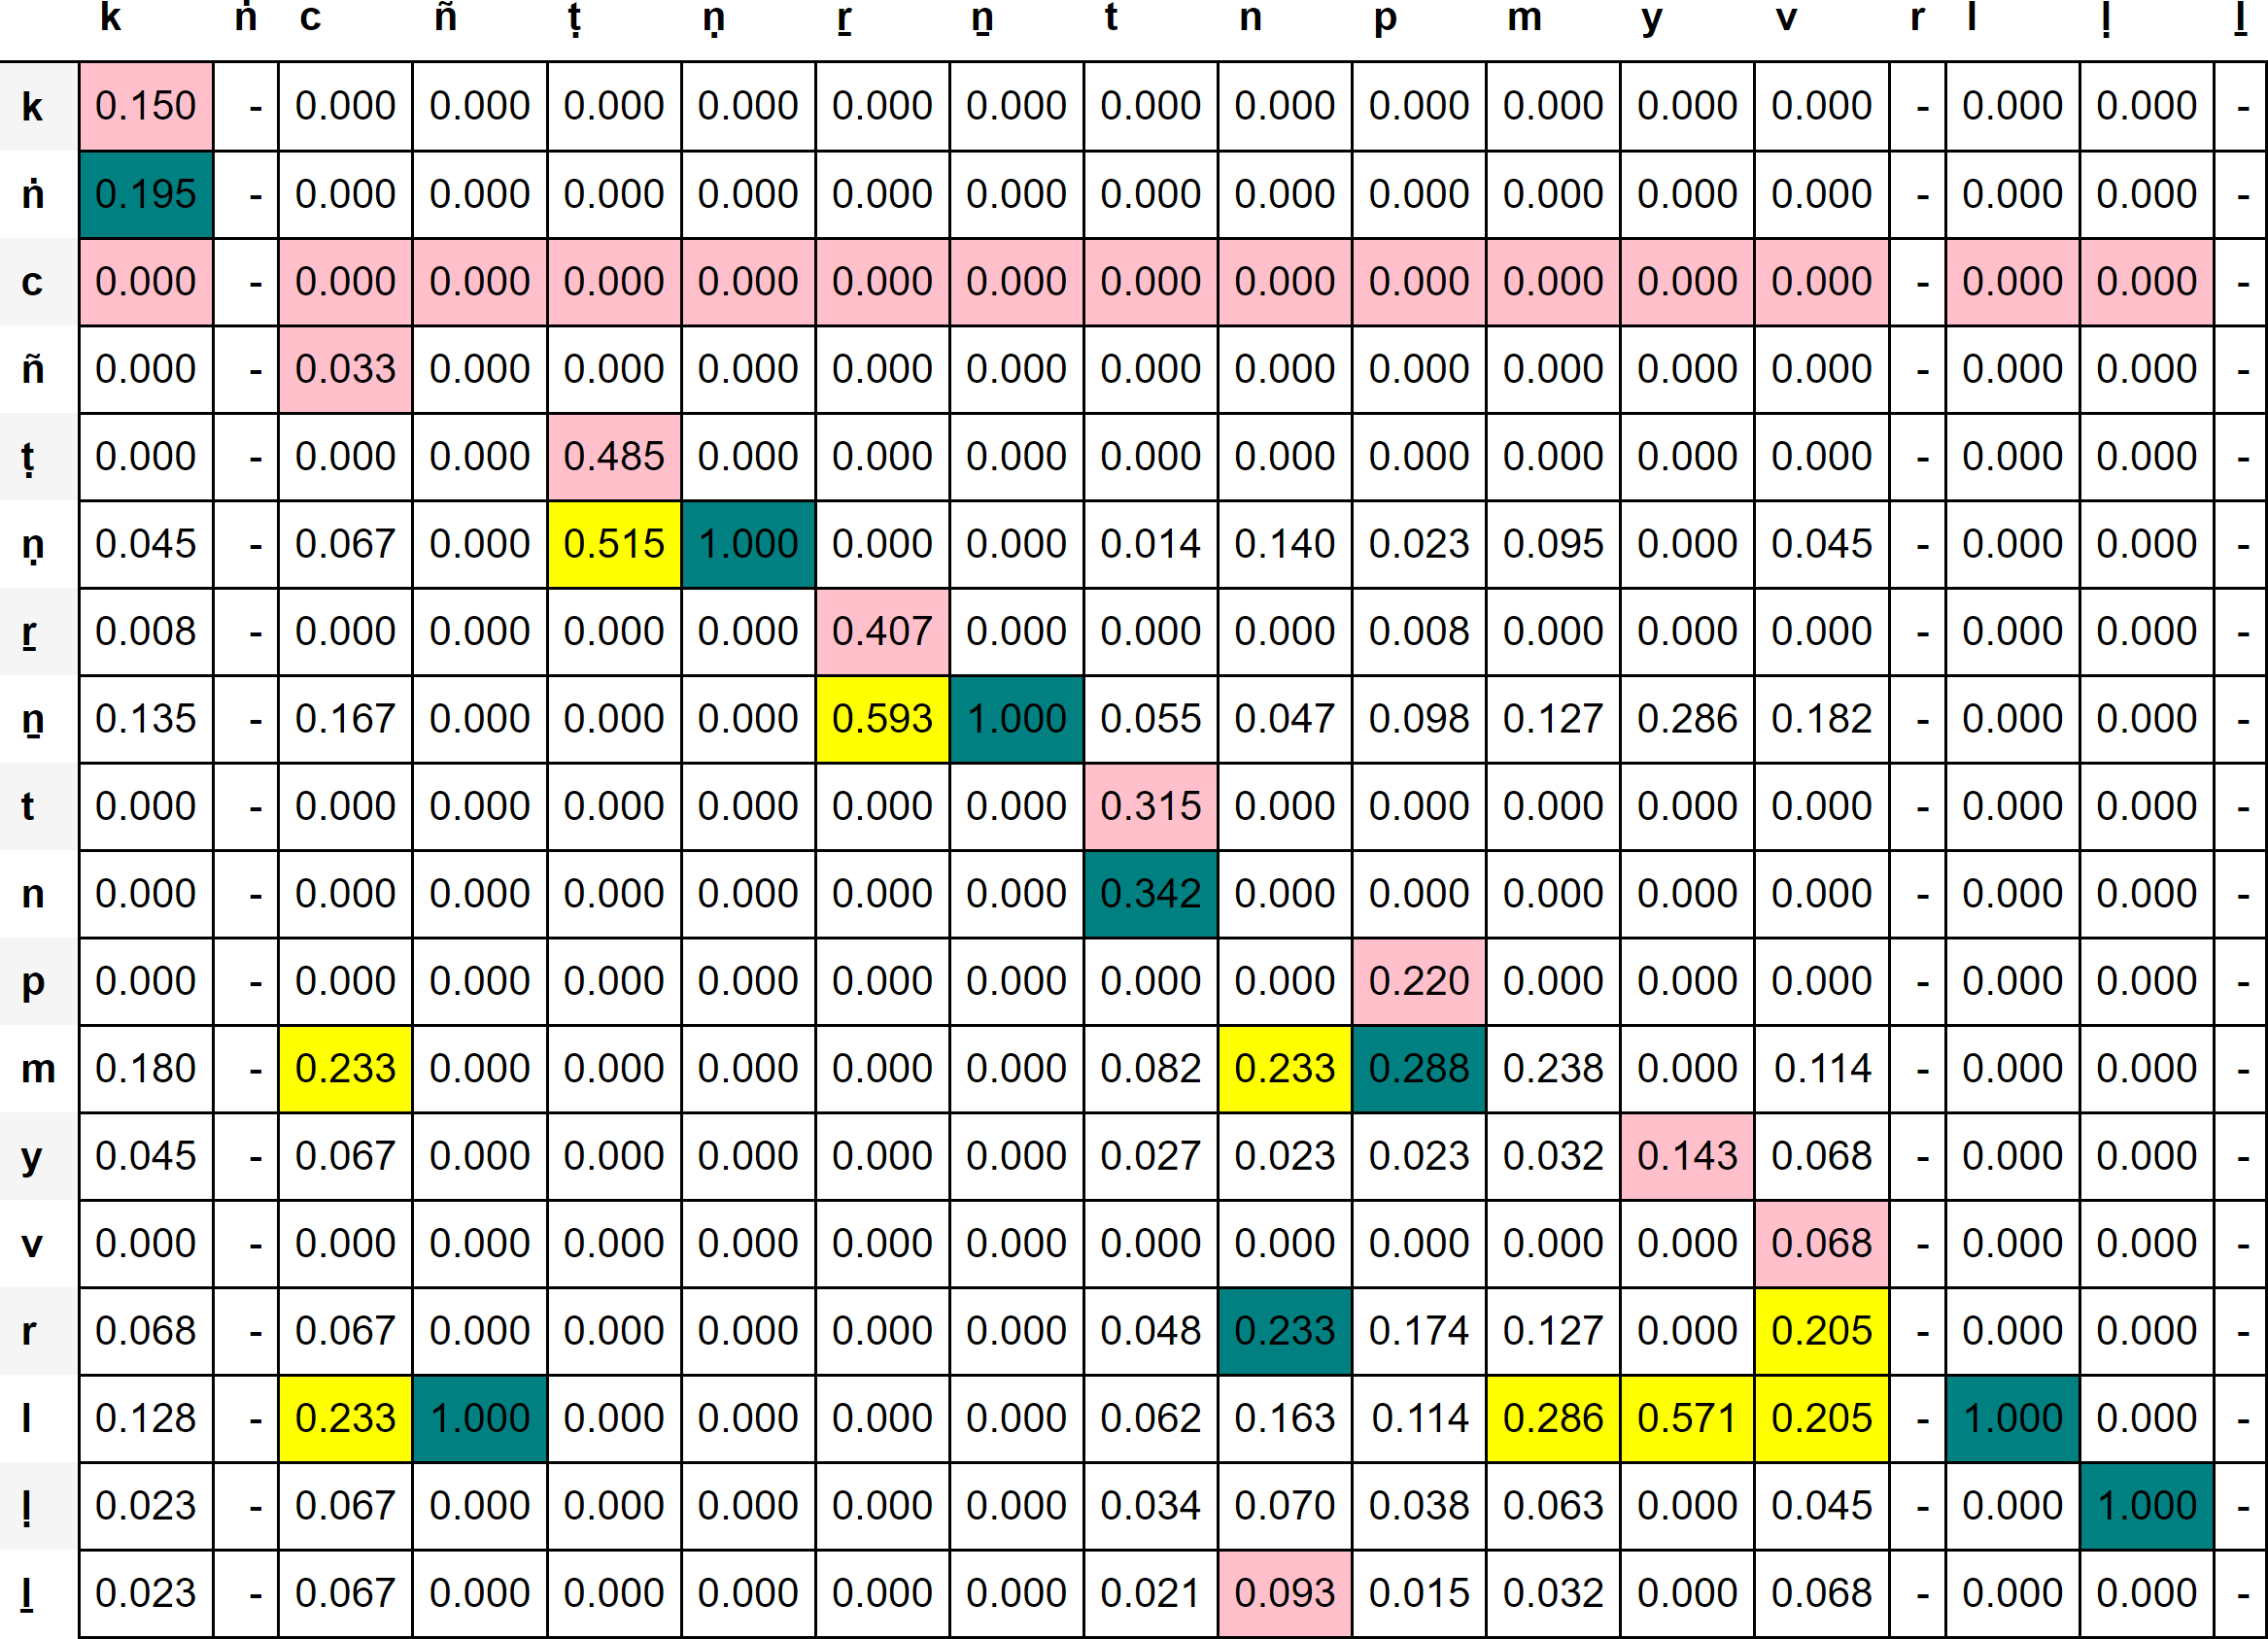 k ṅ c ñ ṭ ṇ ṟ ṉ t n p m y v r l ḷ ḻ
k 0.150 - 0.000 0.000 0.000 0.000 0.000 0.000 0.000 0.000 0.000 0.000 0.000 0.000 - 0.000 0.000 -
ṅ 0.195 - 0.000 0.000 0.000 0.000 0.000 0.000 0.000 0.000 0.000 0.000 0.000 0.000 - 0.000 0.000 -
c 0.000 - 0.000 0.000 0.000 0.000 0.000 0.000 0.000 0.000 0.000 0.000 0.000 0.000 - 0.000 0.000 -
ñ 0.000 - 0.033 0.000 0.000 0.000 0.000 0.000 0.000 0.000 0.000 0.000 0.000 0.000 - 0.000 0.000 -
ṭ 0.000 - 0.000 0.000 0.485 0.000 0.000 0.000 0.000 0.000 0.000 0.000 0.000 0.000 - 0.000 0.000 -
ṇ 0.045 - 0.067 0.000 0.515 1.000 0.000 0.000 0.014 0.140 0.023 0.095 0.000 0.045 - 0.000 0.000 -
ṟ 0.008 - 0.000 0.000 0.000 0.000 0.407 0.000 0.000 0.000 0.008 0.000 0.000 0.000 - 0.000 0.000 -
ṉ 0.135 - 0.167 0.000 0.000 0.000 0.593 1.000 0.055 0.047 0.098 0.127 0.286 0.182 - 0.000 0.000 -
t 0.000 - 0.000 0.000 0.000 0.000 0.000 0.000 0.315 0.000 0.000 0.000 0.000 0.000 - 0.000 0.000 -
n 0.000 - 0.000 0.000 0.000 0.000 0.000 0.000 0.342 0.000 0.000 0.000 0.000 0.000 - 0.000 0.000 -
p 0.000 - 0.000 0.000 0.000 0.000 0.000 0.000 0.000 0.000 0.220 0.000 0.000 0.000 - 0.000 0.000 -
m 0.180 - 0.233 0.000 0.000 0.000 0.000 0.000 0.082 0.233 0.288 0.238 0.000 0.114 - 0.000 0.000 -
y 0.045 - 0.067 0.000 0.000 0.000 0.000 0.000 0.027 0.023 0.023 0.032 0.143 0.068 - 0.000 0.000 -
v 0.000 - 0.000 0.000 0.000 0.000 0.000 0.000 0.000 0.000 0.000 0.000 0.000 0.068 - 0.000 0.000 -
r 0.068 - 0.067 0.000 0.000 0.000 0.000 0.000 0.048 0.233 0.174 0.127 0.000 0.205 - 0.000 0.000 -
l 0.128 - 0.233 1.000 0.000 0.000 0.000 0.000 0.062 0.163 0.114 0.286 0.571 0.205 - 1.000 0.000 -
ḷ 0.023 - 0.067 0.000 0.000 0.000 0.000 0.000 0.034 0.070 0.038 0.063 0.000 0.045 - 0.000 1.000 -
ḻ 0.023 - 0.067 0.000 0.000 0.000 0.000 0.000 0.021 0.093 0.015 0.032 0.000 0.068 - 0.000 0.000 -